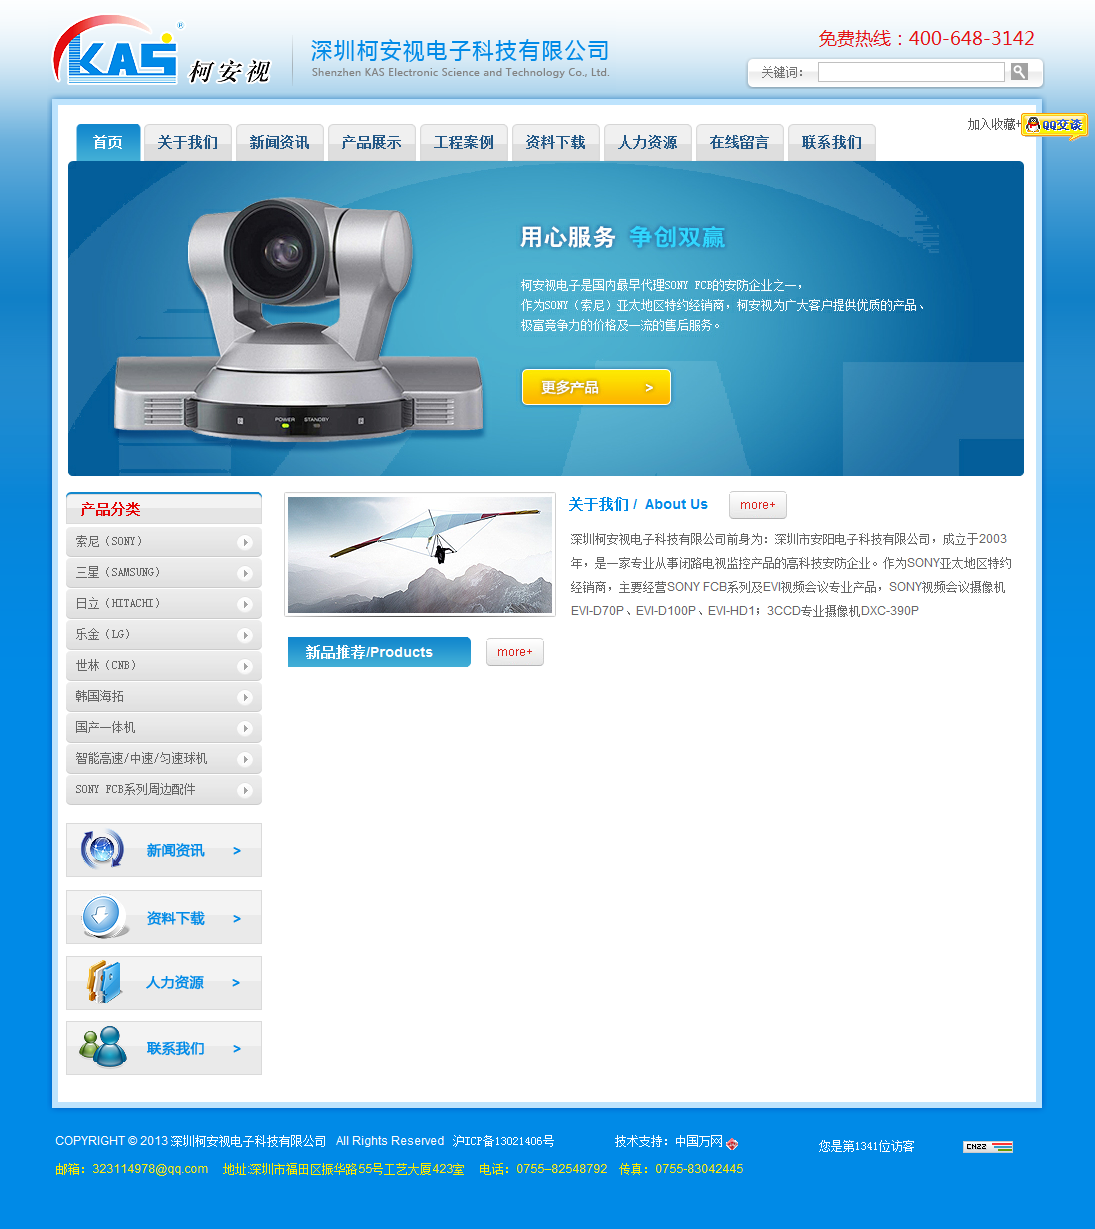 KAS
®
柯安视
深圳柯安视电子科技有限公司
Shenzhen KAS Electronic Science and Technology Co., Ltd.
免费热线：400-648-3142
关键词：
加入收藏+
QQ交谈
首页 关于我们 新闻资讯 产品展示 工程案例 资料下载 人力资源 在线留言 联系我们
用心服务 争创双赢
柯安视电子是国内最早代理SONY FCB的安防企业之一，
作为SONY（索尼）亚太地区特约经销商，柯安视为广大客户提供优质的产品、
极富竞争力的价格及一流的售后服务。
更多产品 >
POWER STANDBY
产品分类
索尼（SONY）
三星（SAMSUNG）
日立（HITACHI）
乐金（LG）
世林（CNB）
韩国海拓
国产一体机
智能高速/中速/匀速球机
SONY FCB系列周边配件
新闻资讯 >
资料下载 >
人力资源 >
联系我们 >
关于我们 / About Us more+
深圳柯安视电子科技有限公司前身为：深圳市安阳电子科技有限公司，成立于2003
年，是一家专业从事闭路电视监控产品的高科技安防企业。作为SONY亚太地区特约
经销商，主要经营SONY FCB系列及EVI视频会议专业产品，SONY视频会议摄像机
EVI-D70P、EVI-D100P、EVI-HD1；3CCD专业摄像机DXC-390P
新品推荐/Products more+
COPYRIGHT © 2013 深圳柯安视电子科技有限公司 All Rights Reserved 沪ICP备13021406号 技术支持：中国万网
您是第1341位访客
CNZZ
邮箱：323114978@qq.com 地址:深圳市福田区振华路55号工艺大厦423室 电话：0755–82548792 传真：0755-83042445